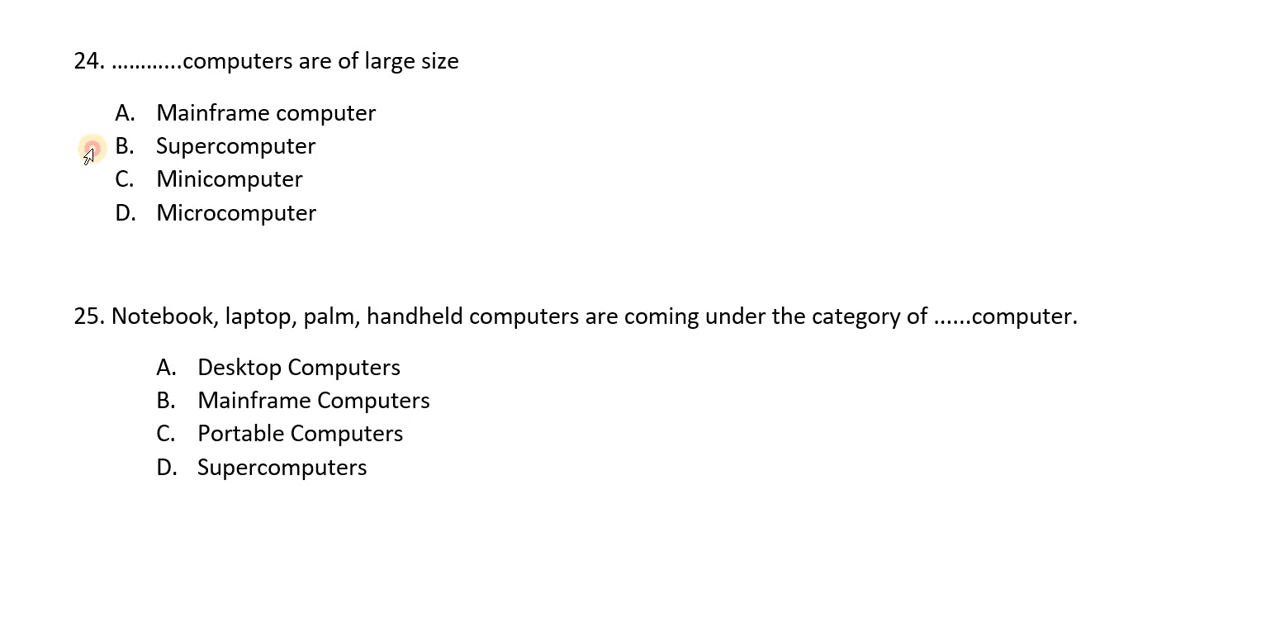 24. ............computers are of large size
A. Mainframe computer
B. Supercomputer
C. Minicomputer
D. Microcomputer
25. Notebook, laptop, palm, handheld computers are coming under the category of ......computer.
A. Desktop Computers
B. Mainframe Computers
C. Portable Computers
D. Supercomputers